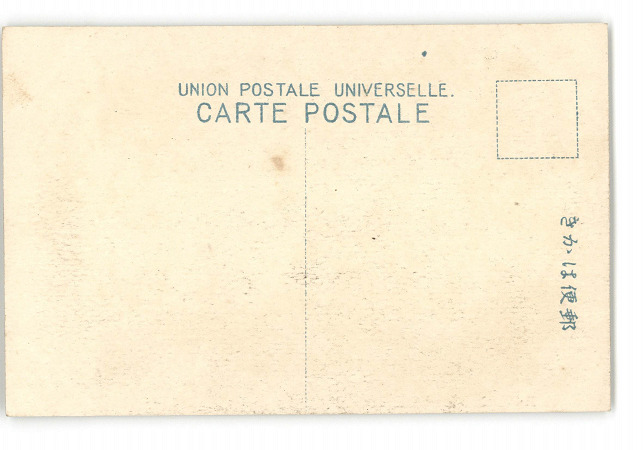 UNION POSTALE UNIVERSELLE.
CARTE POSTALE
郵便はかき